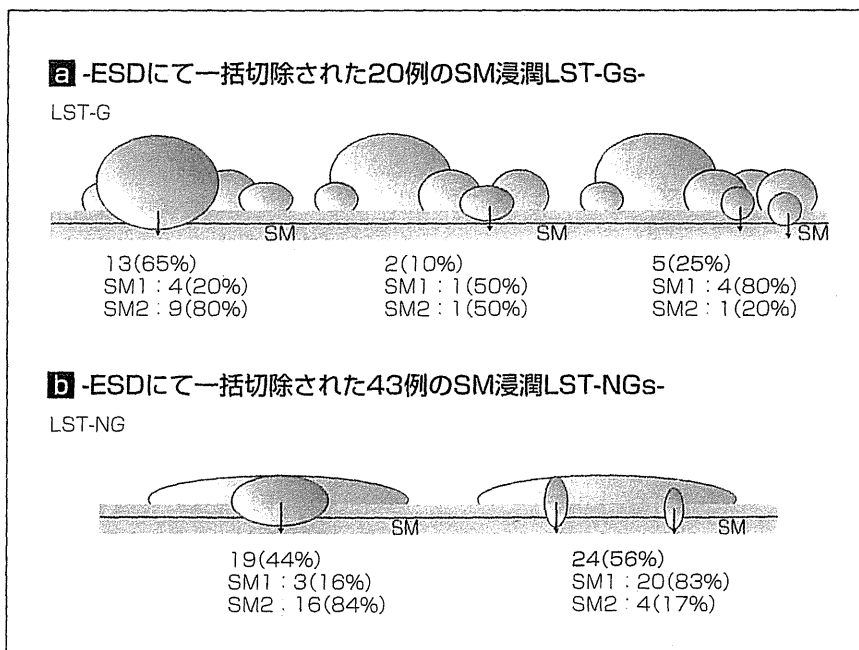 a -ESDにて一括切除された20例のSM浸潤LST-Gs-
LST-G
SM SM SM
13(65%) 2(10%) 5(25%)
SM1：4(20%) SM1：1(50%) SM1：4(80%)
SM2：9(80%) SM2：1(50%) SM2：1(20%)
b -ESDにて一括切除された43例のSM浸潤LST-NGs-
LST-NG
SM SM
19(44%) 24(56%)
SM1：3(16%) SM1：20(83%)
SM2：16(84%) SM2：4(17%)